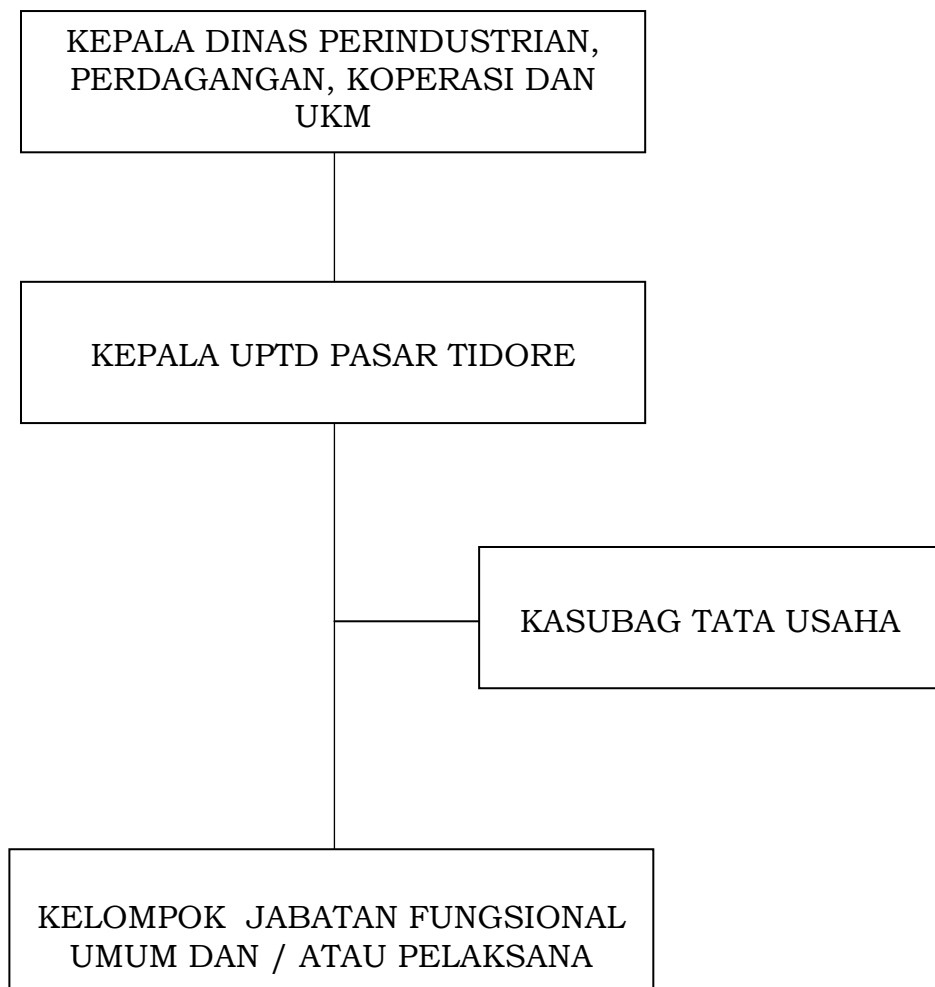 KEPALA DINAS PERINDUSTRIAN,
PERDAGANGAN, KOPERASI DAN
UKM
KEPALA UPTD PASAR TIDORE
KASUBAG TATA USAHA
KELOMPOK JABATAN FUNGSIONAL
UMUM DAN / ATAU PELAKSANA